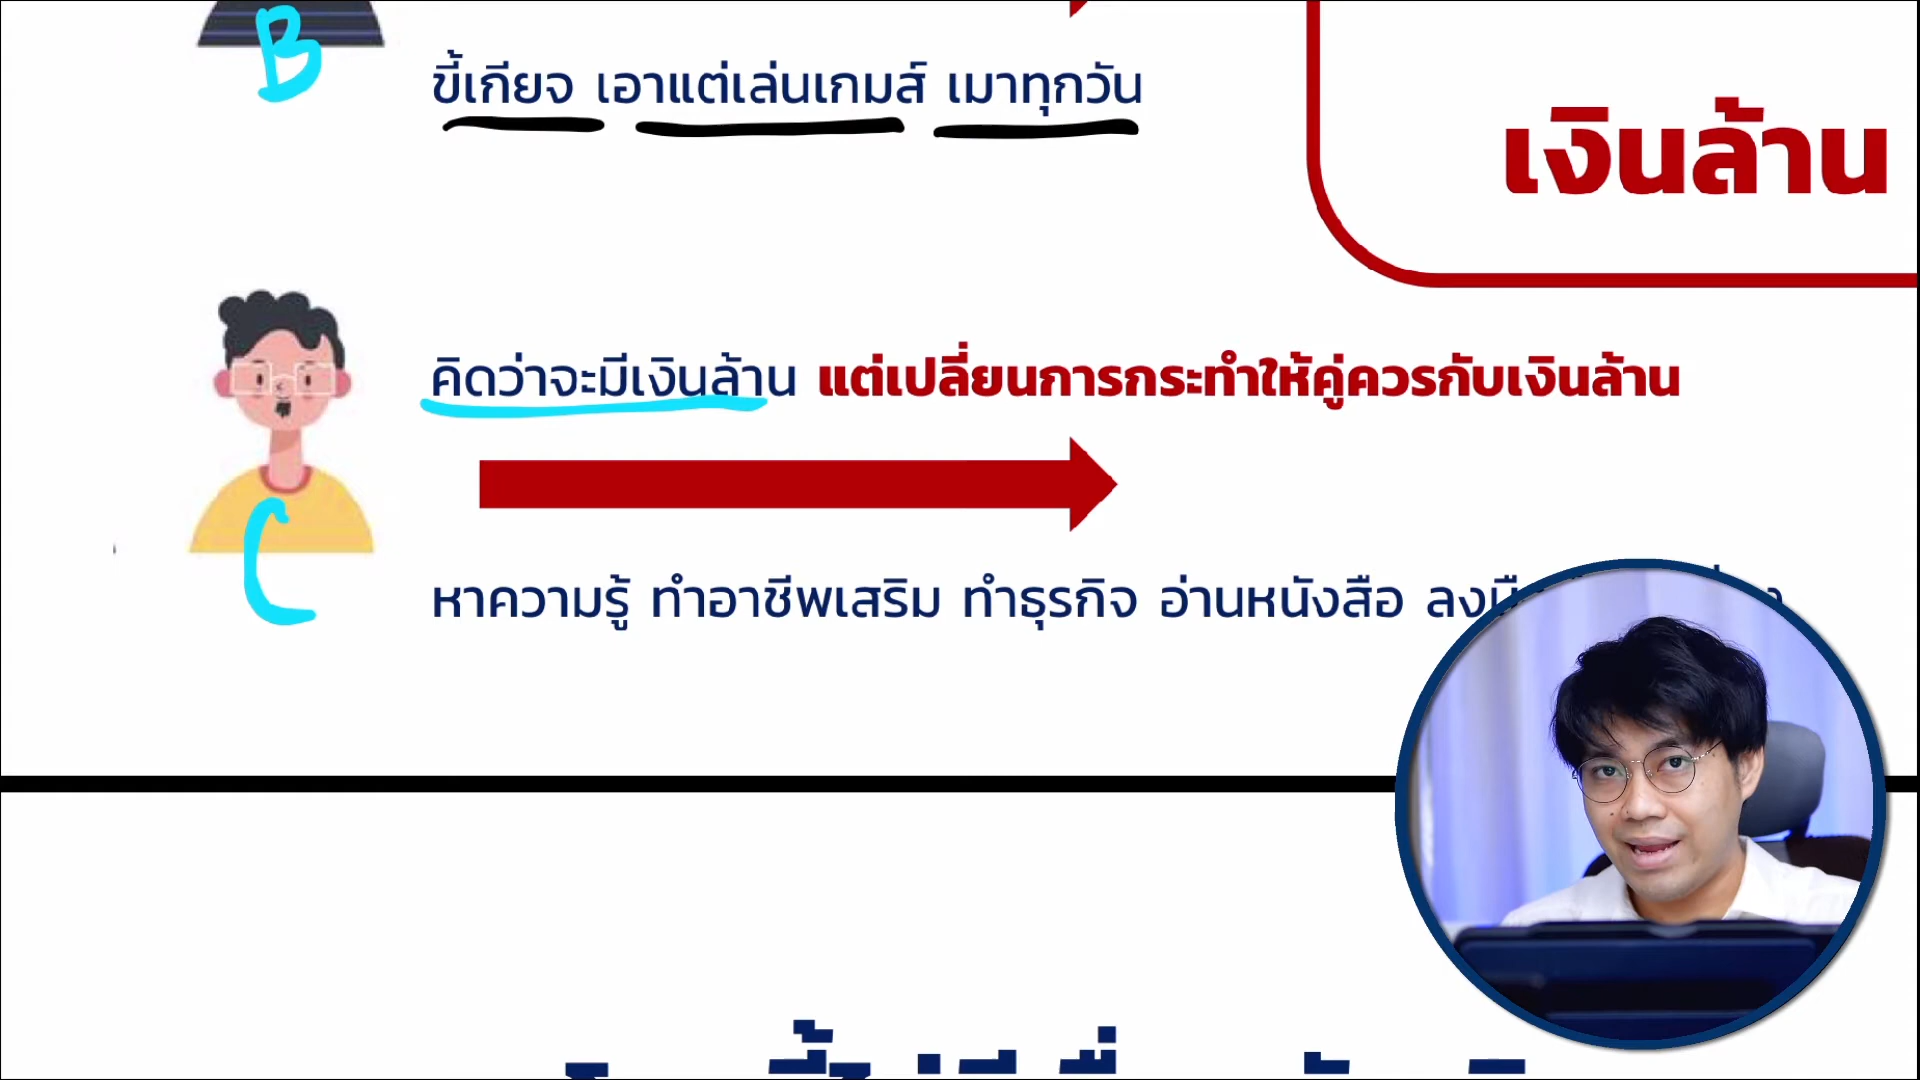 B
ขี้เกียจ เอาแต่เล่นเกมส์ เมาทุกวัน
เงินล้าน
คิดว่าจะมีเงินล้าน แต่เปลี่ยนการกระทำให้คู่ควรกับเงินล้าน
C
หาความรู้ ทำอาชีพเสริม ทำธุรกิจ อ่านหนังสือ